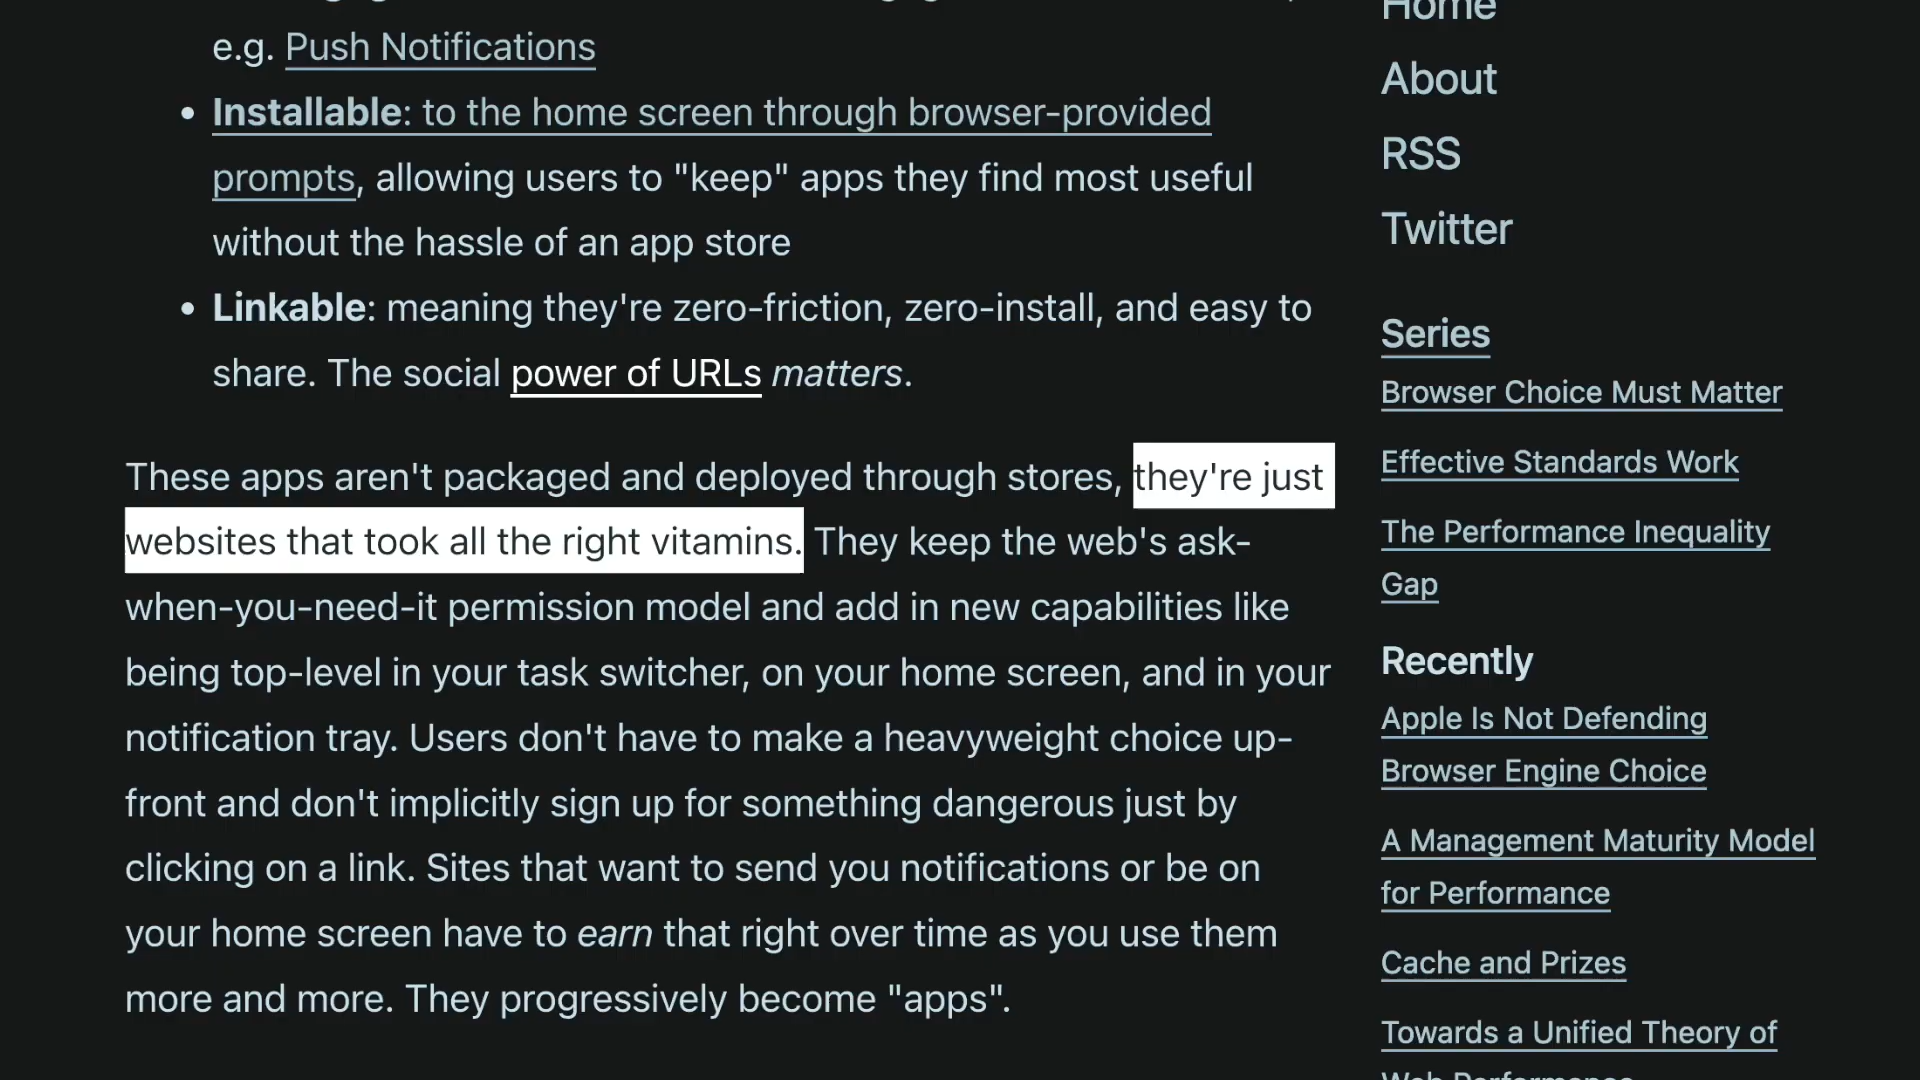 e.g. Push Notifications
• Installable: to the home screen through browser-provided
prompts, allowing users to "keep" apps they find most useful
without the hassle of an app store
• Linkable: meaning they're zero-friction, zero-install, and easy to
share. The social power of URLs matters.
These apps aren't packaged and deployed through stores, they're just
websites that took all the right vitamins. They keep the web's ask-
when-you-need-it permission model and add in new capabilities like
being top-level in your task switcher, on your home screen, and in your
notification tray. Users don't have to make a heavyweight choice up-
front and don't implicitly sign up for something dangerous just by
clicking on a link. Sites that want to send you notifications or be on
your home screen have to earn that right over time as you use them
more and more. They progressively become "apps".
Home
About
RSS
Twitter
Series
Browser Choice Must Matter
Effective Standards Work
The Performance Inequality
Gap
Recently
Apple Is Not Defending
Browser Engine Choice
A Management Maturity Model
for Performance
Cache and Prizes
Towards a Unified Theory of
Web Performance